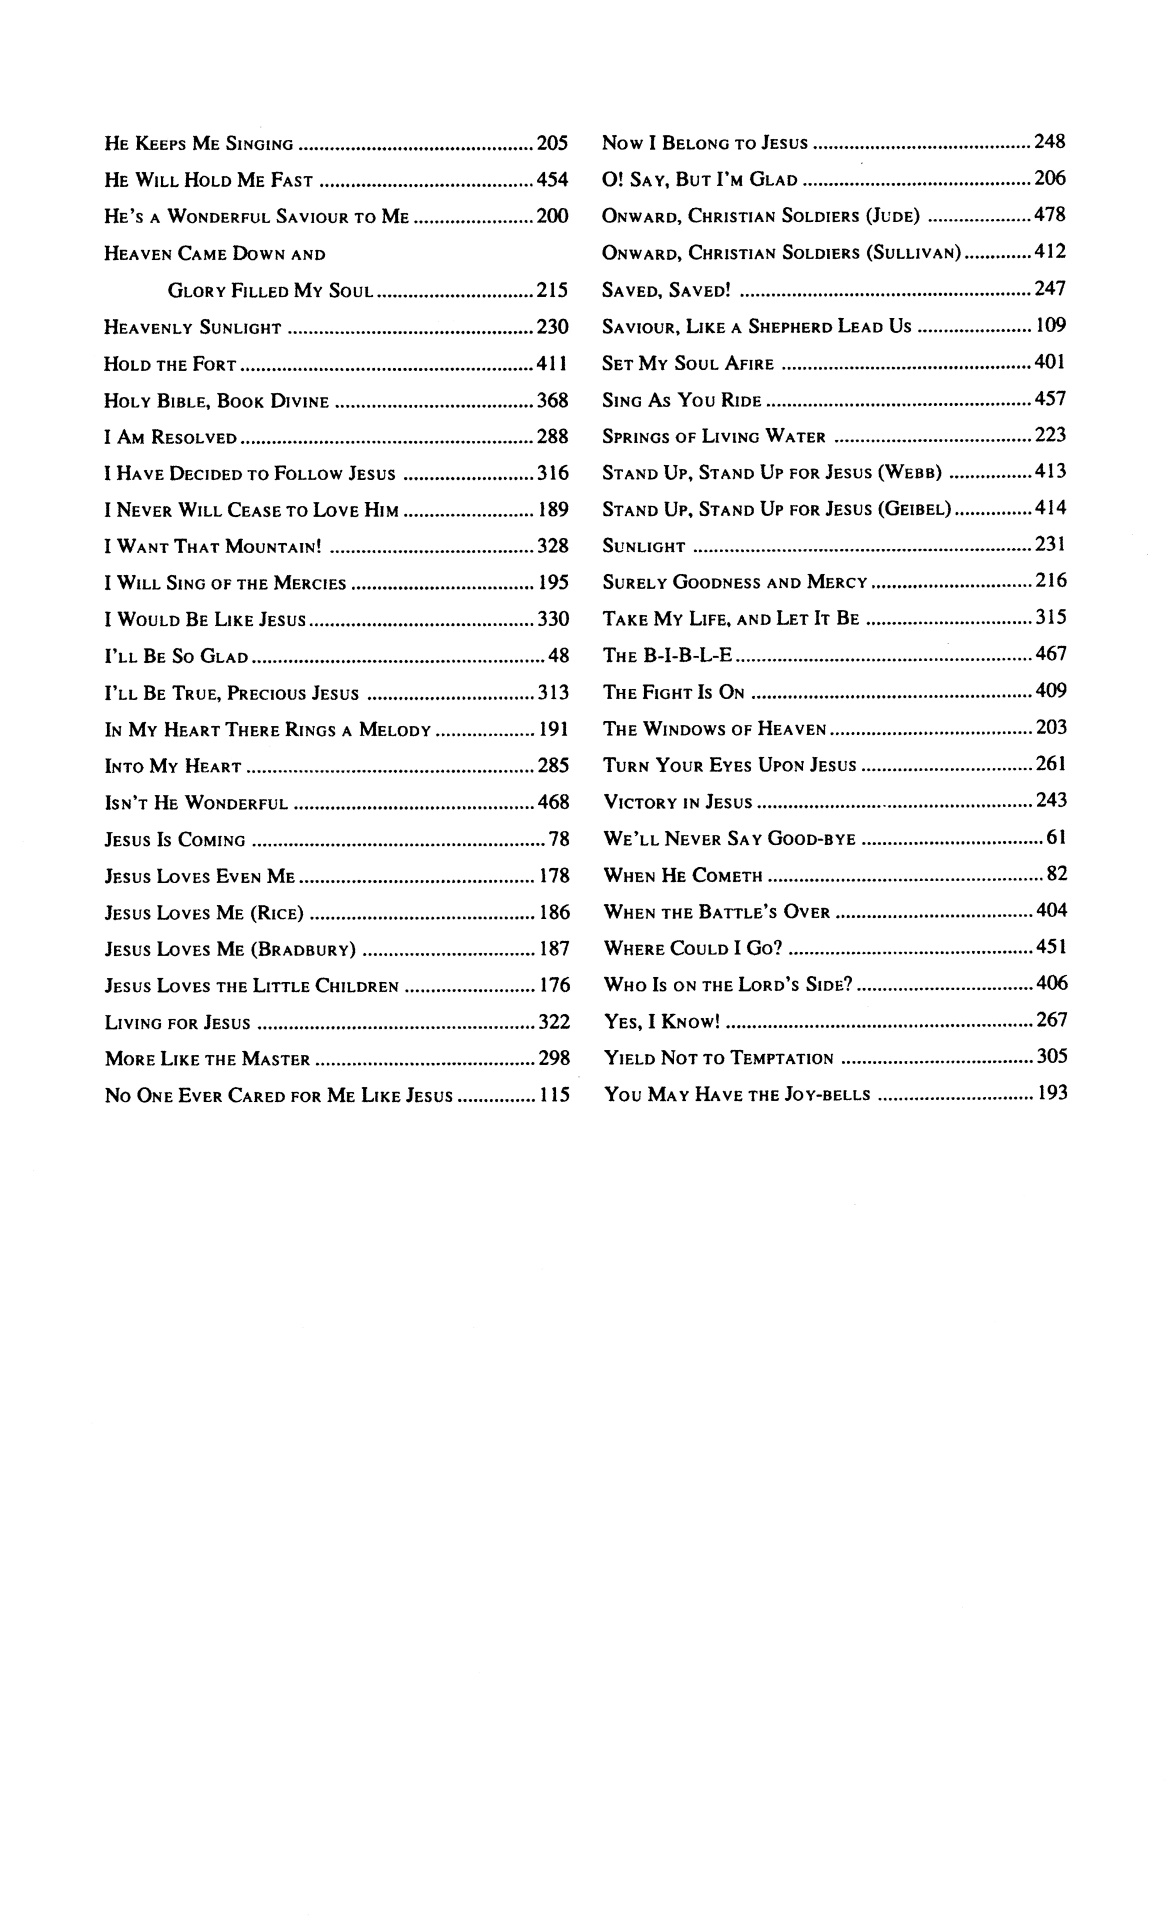 He Keeps Me Singing ............................................. 205
He Will Hold Me Fast ......................................... 454
He's a Wonderful Saviour to Me ....................... 200
Heaven Came Down and
Glory Filled My Soul .............................. 215
Heavenly Sunlight ............................................... 230
Hold the Fort ........................................................ 411
Holy Bible, Book Divine ...................................... 368
I Am Resolved ........................................................ 288
I Have Decided to Follow Jesus ......................... 316
I Never Will Cease to Love Him ......................... 189
I Want That Mountain! ....................................... 328
I Will Sing of the Mercies ................................... 195
I Would Be Like Jesus ........................................... 330
I'll Be So Glad ........................................................ 48
I'll Be True, Precious Jesus ................................ 313
In My Heart There Rings a Melody ................... 191
Into My Heart ....................................................... 285
Isn't He Wonderful .............................................. 468
Jesus Is Coming ........................................................ 78
Jesus Loves Even Me ............................................. 178
Jesus Loves Me (Rice) ........................................... 186
Jesus Loves Me (Bradbury) ................................. 187
Jesus Loves the Little Children ......................... 176
Living for Jesus ..................................................... 322
More Like the Master .......................................... 298
No One Ever Cared for Me Like Jesus ............... 115
Now I Belong to Jesus .......................................... 248
O! Say, But I'm Glad ............................................ 206
Onward, Christian Soldiers (Jude) .................... 478
Onward, Christian Soldiers (Sullivan) ............. 412
Saved, Saved! ........................................................ 247
Saviour, Like a Shepherd Lead Us ...................... 109
Set My Soul Afire ................................................ 401
Sing As You Ride ................................................... 457
Springs of Living Water ...................................... 223
Stand Up, Stand Up for Jesus (Webb) ................ 413
Stand Up, Stand Up for Jesus (Geibel) ............... 414
Sunlight ................................................................. 231
Surely Goodness and Mercy ............................... 216
Take My Life, and Let It Be ................................ 315
The B-I-B-L-E ......................................................... 467
The Fight Is On ...................................................... 409
The Windows of Heaven ....................................... 203
Turn Your Eyes Upon Jesus ................................. 261
Victory in Jesus ..................................................... 243
We'll Never Say Good-bye ................................... 61
When He Cometh ..................................................... 82
When the Battle's Over ...................................... 404
Where Could I Go? ............................................... 451
Who Is on the Lord's Side? .................................. 406
Yes, I Know! ........................................................... 267
Yield Not to Temptation ..................................... 305
You May Have the Joy-bells .............................. 193